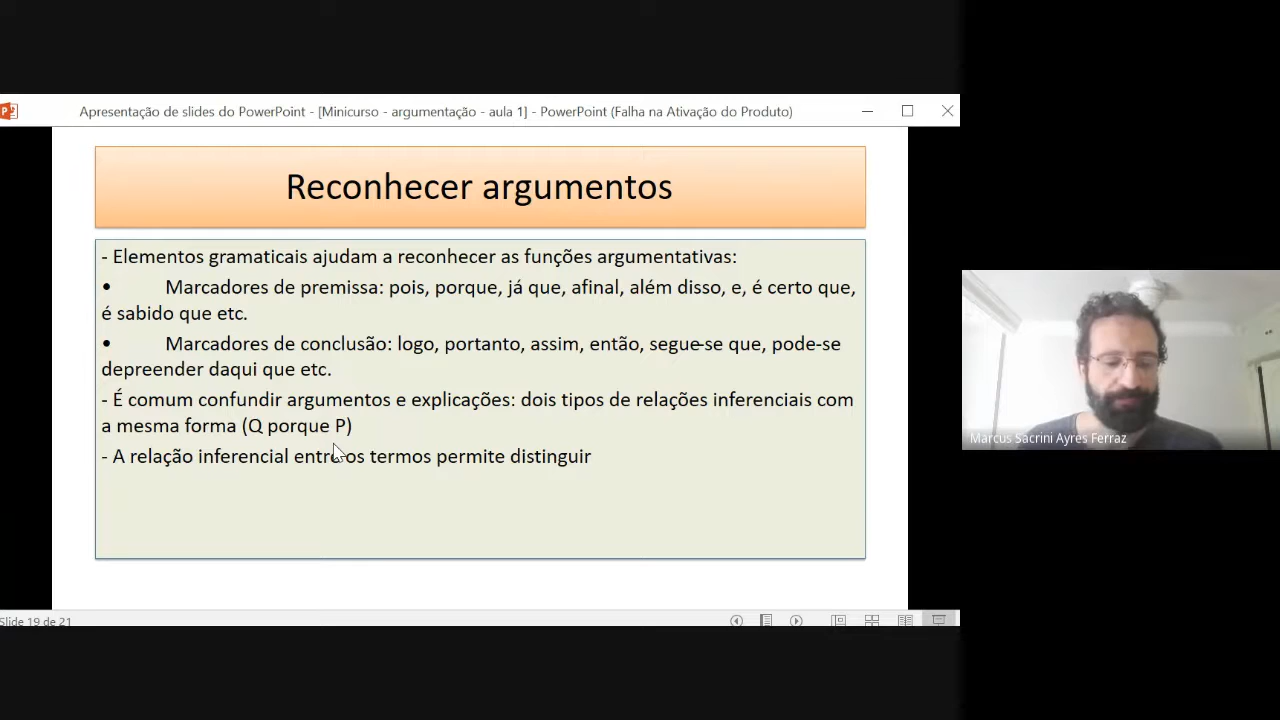 Apresentação de slides do PowerPoint - [Minicurso - argumentação - aula 1] - PowerPoint (Falha na Ativação do Produto)
Reconhecer argumentos
- Elementos gramaticais ajudam a reconhecer as funções argumentativas:
• Marcadores de premissa: pois, porque, já que, afinal, além disso, e, é certo que,
é sabido que etc.
• Marcadores de conclusão: logo, portanto, assim, então, segue-se que, pode-se
depreender daqui que etc.
- É comum confundir argumentos e explicações: dois tipos de relações inferenciais com
a mesma forma (Q porque P)
- A relação inferencial entre os termos permite distinguir
Marcus Sacrini Ayres Ferraz
Slide 19 de 21